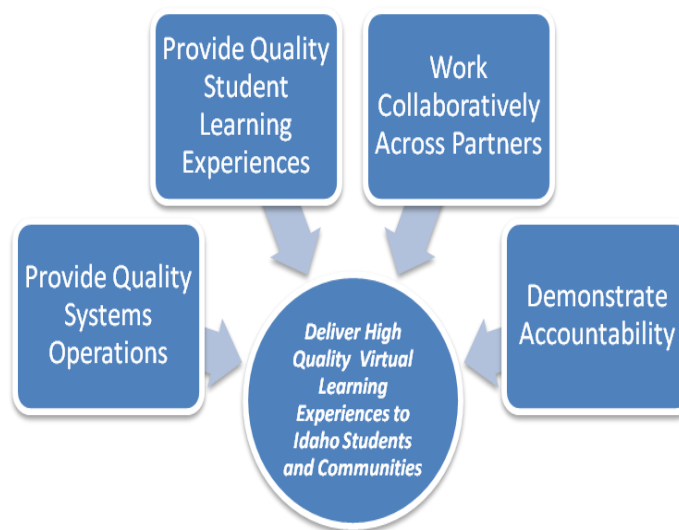 Provide Quality
Student
Learning
Experiences
Work
Collaboratively
Across Partners
Provide Quality
Systems
Operations
Demonstrate
Accountability
Deliver High
Quality Virtual
Learning
Experiences to
Idaho Students
and Communities